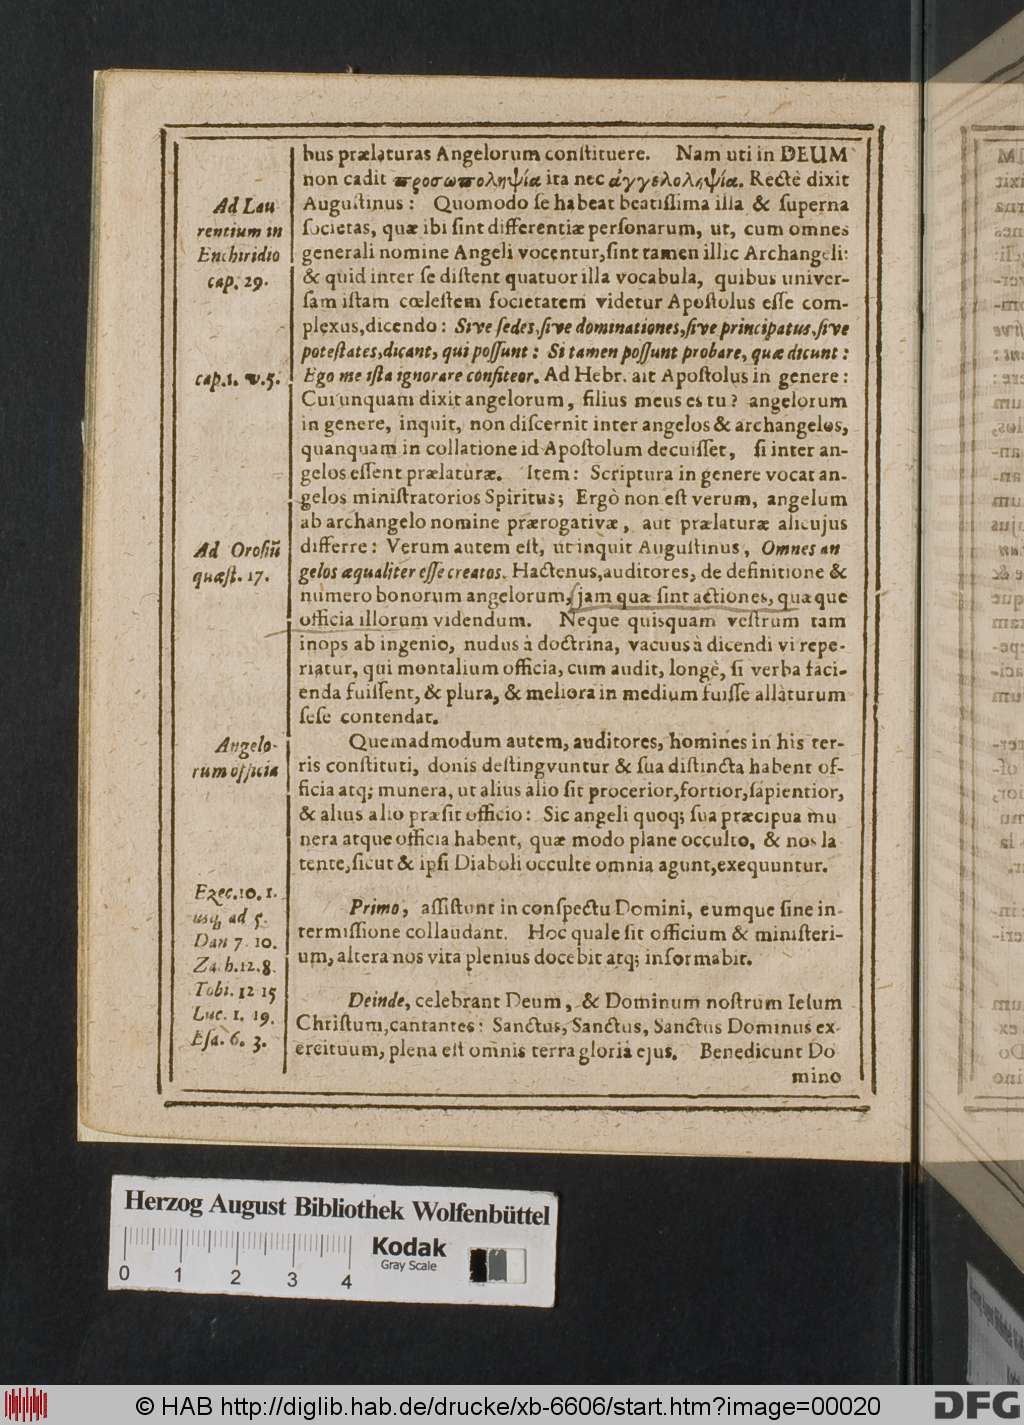 bus prælaturas Angelorum conſtituere. Nam uti in DEUM
non cadit προσωποληψία ita nec ἀγγελοληψία. Rectè dixit
Auguſtinus: Quomodo ſe habeat beatiſſima illa & ſuperna
ſocietas, quæ ibi ſint differentiæ perſonarum, ut, cum omnes
generali nomine Angeli vocentur, ſint tamen illic Archangeli:
& quid inter ſe diſtent quatuor illa vocabula, quibus univer-
ſam iſtam cœleſtem ſocietatem videtur Apoſtolus eſſe com-
plexus, dicendo: Sive ſedes, ſive dominationes, ſive principatus, ſive
poteſtates, dicant, qui poſſunt: Si tamen poſſunt probare, quæ dicunt:
Ego me iſta ignorare confiteor. Ad Hebr. ait Apoſtolus in genere:
Cui unquam dixit angelorum, filius meus es tu? angelorum
in genere, inquit, non diſcernit inter angelos & archangelos,
quanquam in collatione id Apoſtolum decuiſſet, ſi inter an-
gelos eſſent prælaturæ. Item: Scriptura in genere vocat an-
gelos miniſtratorios Spiritus; Ergò non eſt verum, angelum
ab archangelo nomine prærogativæ, aut prælaturæ alicujus
differre: Verum autem eſt, ut inquit Auguſtinus, Omnes an
gelos æqualiter eſſe creatos. Hactenus, auditores, de definitione &
numero bonorum angelorum, jam quæ ſint actiones, quæque
officia illorum videndum. Neque quisquam veſtrum tam
inops ab ingenio, nudus à doctrina, vacuus à dicendi vi repe-
riatur, qui montalium officia, cum audit, longè, ſi verba faci-
enda fuiſſent, & plura, & meliora in medium fuiſſe allaturum
ſeſe contendat.
Quemadmodum autem, auditores, homines in his ter-
ris conſtituti, donis deſtingvuntur & ſua diſtincta habent of-
ficia atq; munera, ut alius alio ſit procerior, fortior, ſapientior,
& alius alio præſit officio: Sic angeli quoq; ſua præcipua mu
nera atque officia habent, quæ modo plane occulto, & nos la
tente, ſicut & ipſi Diaboli occulte omnia agunt, exequuntur.
Primo, aſſiſtunt in conſpectu Domini, eumque ſine in-
termiſſione collaudant. Hoc quale ſit officium & miniſteri-
um, altera nos vita plenius docebit atq; informabit.
Deinde, celebrant Deum, & Dominum noſtrum Ieſum
Chriſtum, cantantes: Sanctus, Sanctus, Sanctus Dominus ex-
ercituum, plena eſt omnis terra gloriâ ejus. Benedicunt Do
mino
Ad Lau
rentium in
Enchiridio
cap. 29.
cap. 1. v. 5.
Ad Oroſiũ
quæſt. 17.
Angelo-
rum officia
Ezec. 10. 1.
usq; ad 5.
Dan 7. 10.
Zach. 12. 8.
Tobi. 12 15
Luc. 1. 19.
Eſa. 6. 3.
Herzog August Bibliothek Wolfenbüttel
0 1 2 3 4
Kodak
Gray Scale
© HAB http://diglib.hab.de/drucke/xb-6606/start.htm?image=00020
DFG